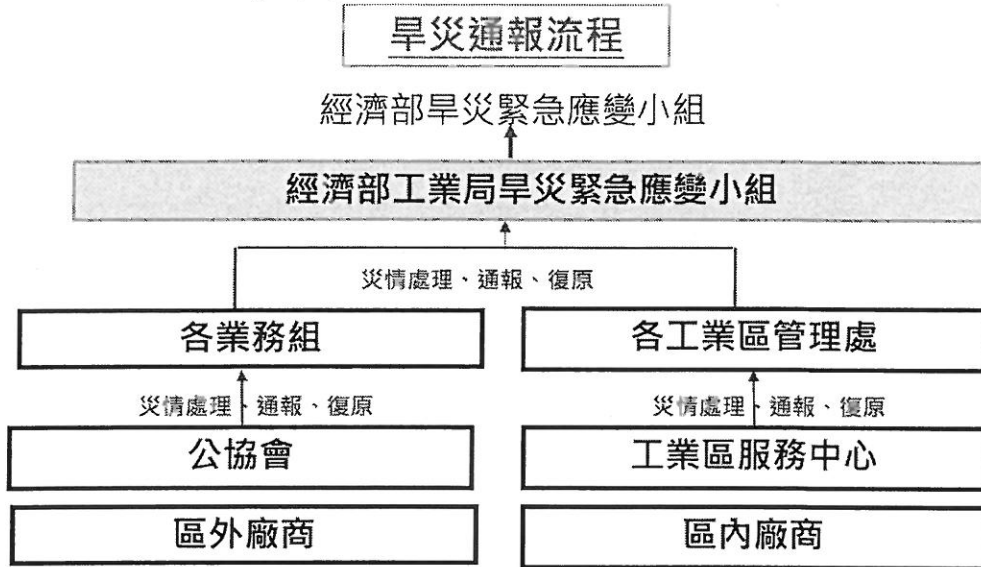 旱災通報流程
經濟部旱災緊急應變小組
經濟部工業局旱災緊急應變小組
災情處理、通報、復原
各業務組
各工業區管理處
災情處理、通報、復原
災情處理、通報、復原
公協會
工業區服務中心
區外廠商
區內廠商